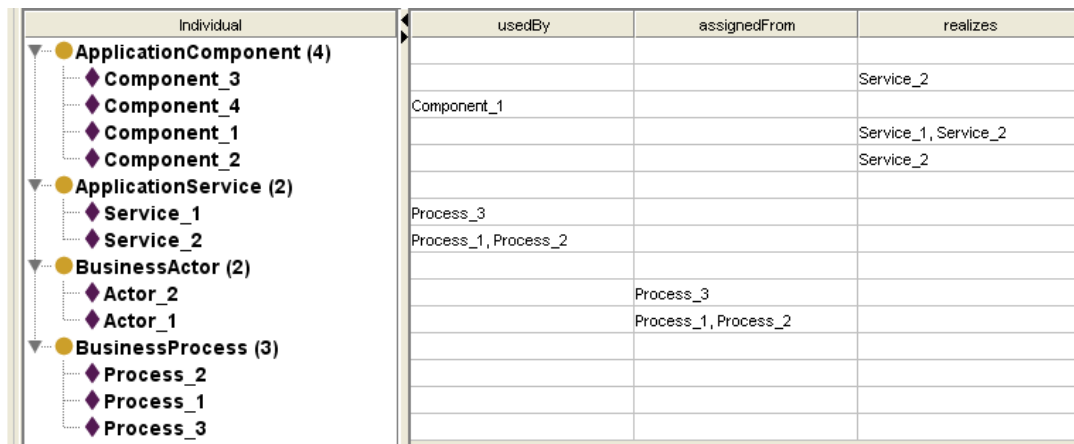 Individual usedBy assignedFrom realizes
ApplicationComponent (4)
Component_3 Service_2
Component_4 Component_1
Component_1 Service_1, Service_2
Component_2 Service_2
ApplicationService (2)
Service_1 Process_3
Service_2 Process_1, Process_2
BusinessActor (2)
Actor_2 Process_3
Actor_1 Process_1, Process_2
BusinessProcess (3)
Process_2
Process_1
Process_3